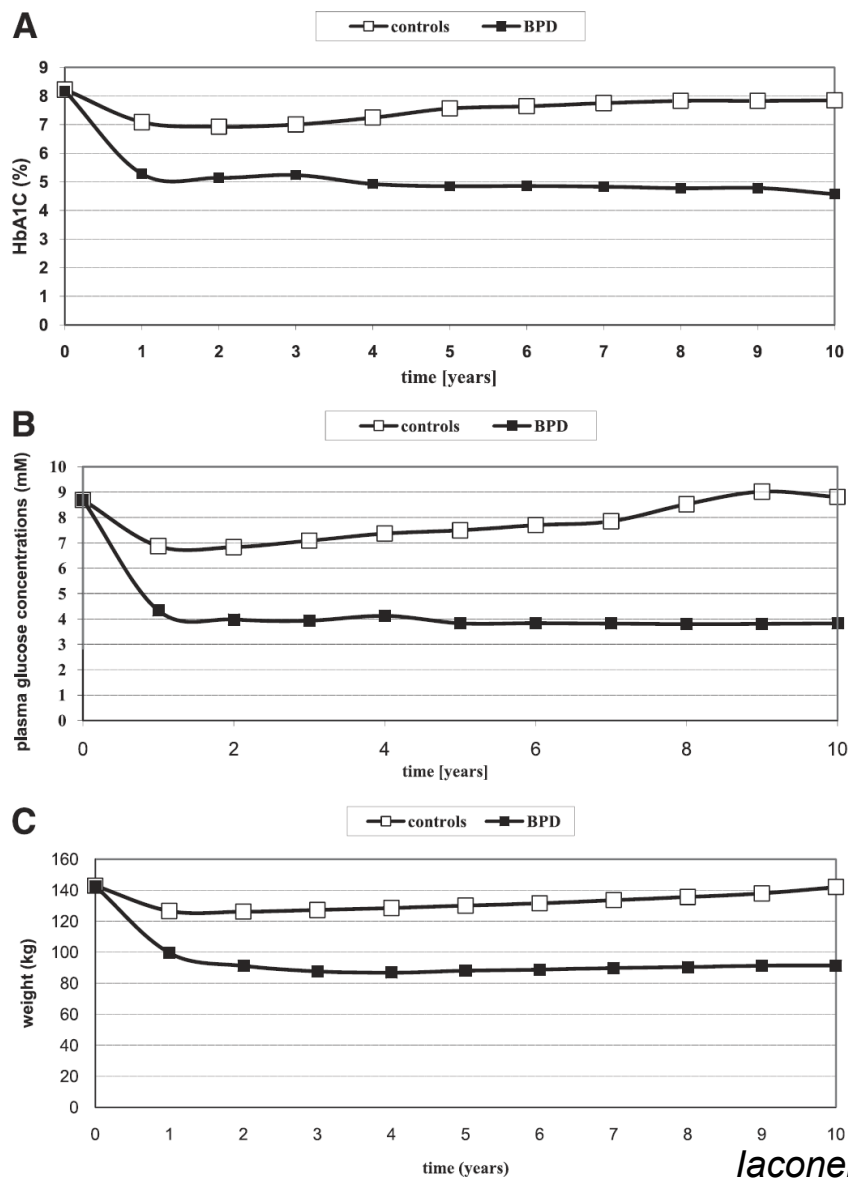 A
controls BPD
HbA1C (%)
9
8
7
6
5
4
3
2
1
0
0 1 2 3 4 5 6 7 8 9 10
time [years]
B
controls BPD
plasma glucose concentrations (mM)
10
9
8
7
6
5
4
3
2
1
0
0 2 4 6 8 10
time [years]
C
controls BPD
weight (kg)
160
140
120
100
80
60
40
20
0
0 1 2 3 4 5 6 7 8 9 10
time (years)